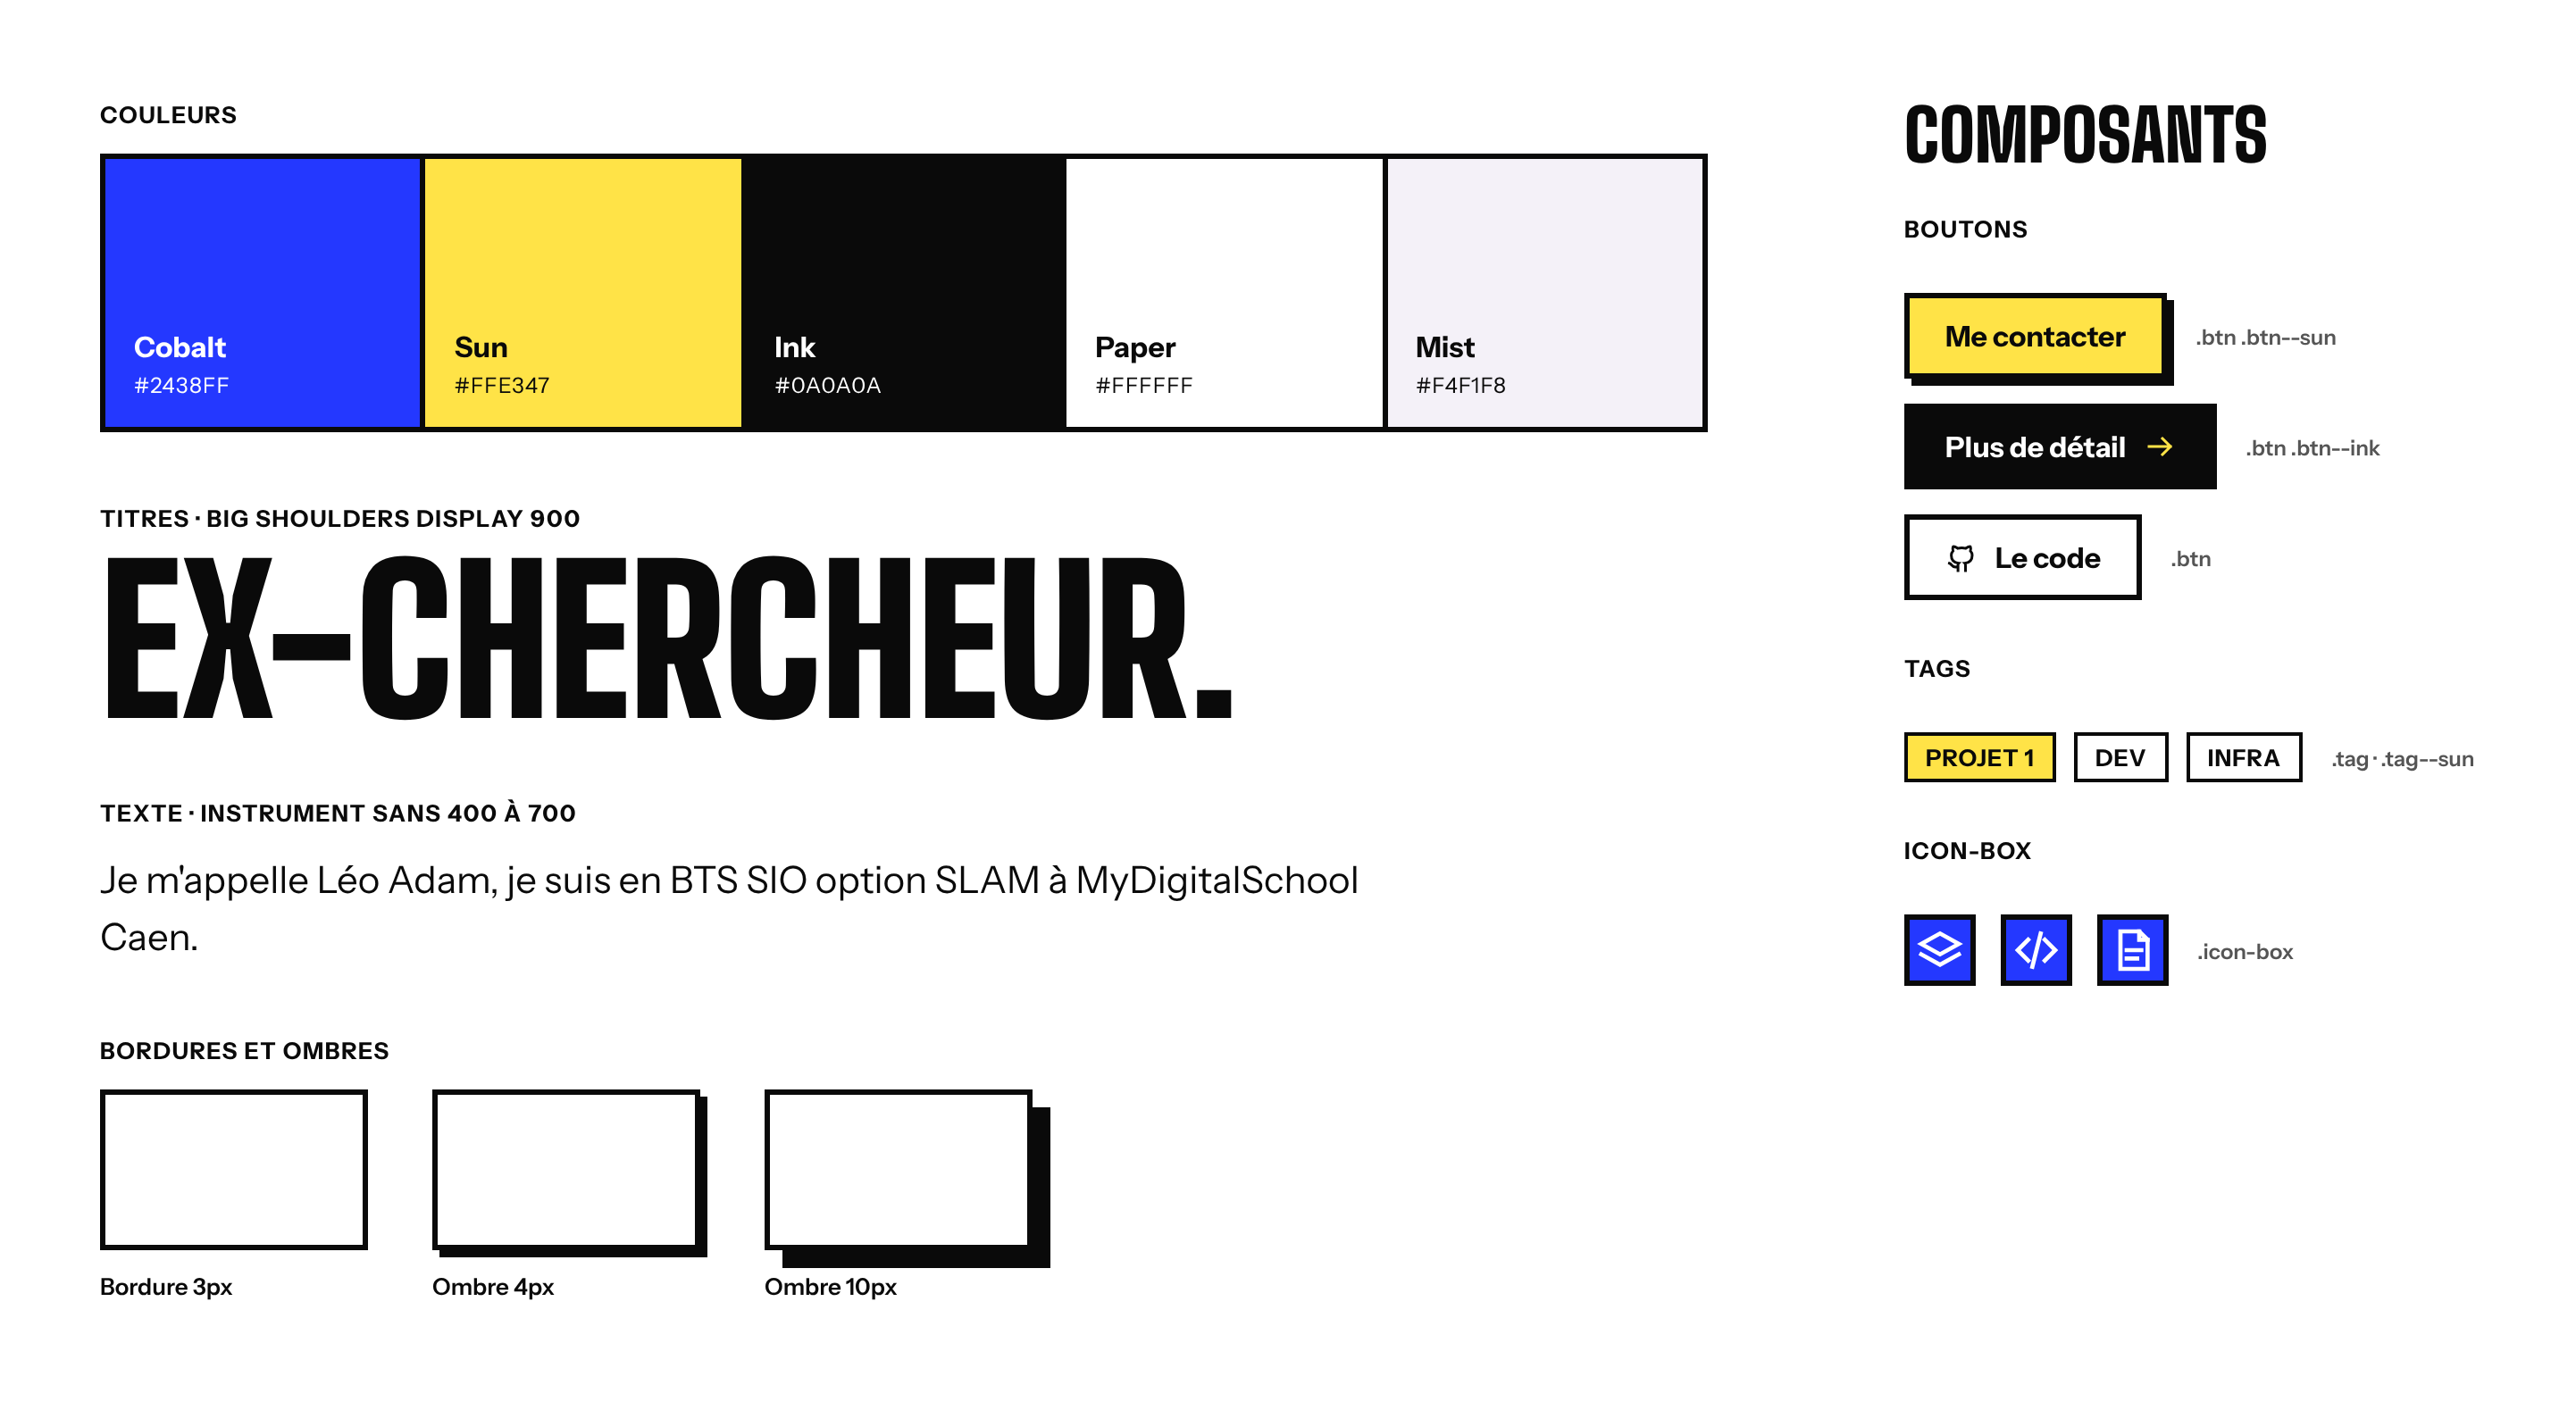 COULEURS
Cobalt
#2438FF
Sun
#FFE347
Ink
#0A0A0A
Paper
#FFFFFF
Mist
#F4F1F8
TITRES · BIG SHOULDERS DISPLAY 900
EX-CHERCHEUR.
TEXTE · INSTRUMENT SANS 400 À 700
Je m'appelle Léo Adam, je suis en BTS SIO option SLAM à MyDigitalSchool
Caen.
BORDURES ET OMBRES
Bordure 3px
Ombre 4px
Ombre 10px
COMPOSANTS
BOUTONS
Me contacter
.btn .btn--sun
Plus de détail →
.btn .btn--ink
Le code
.btn
TAGS
PROJET 1
DEV
INFRA
.tag · .tag--sun
ICON-BOX
.icon-box